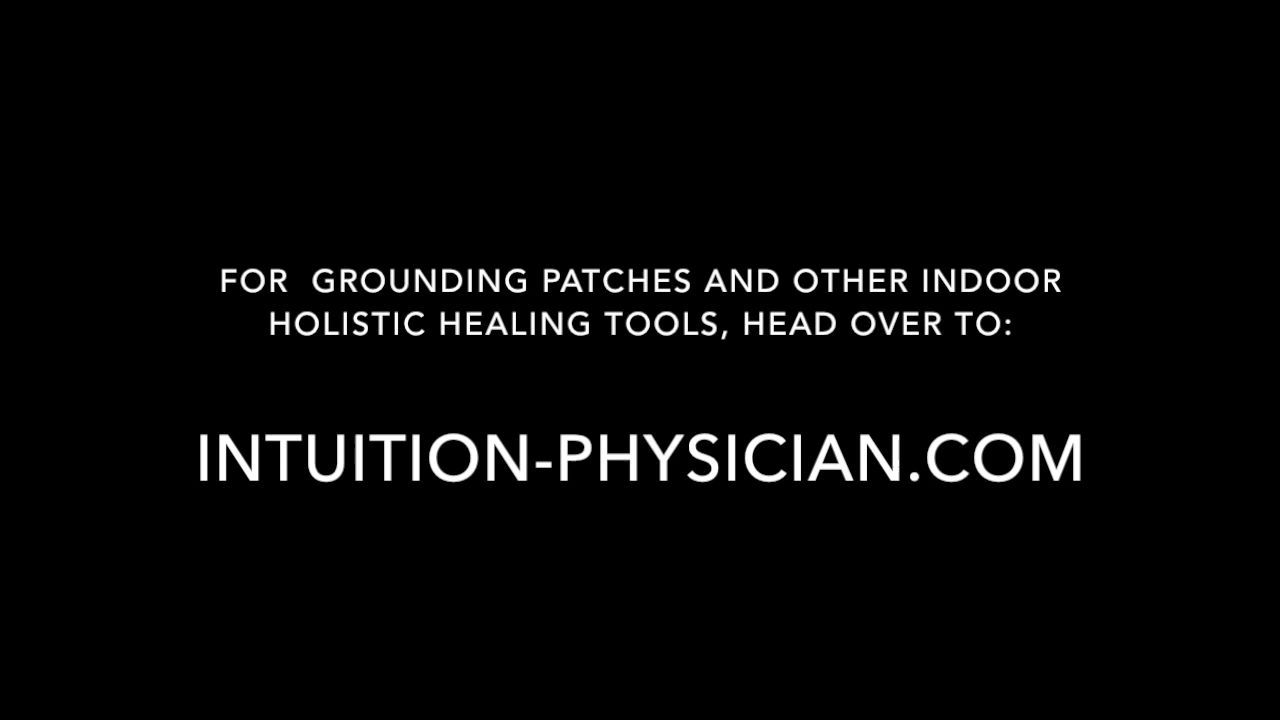 FOR  GROUNDING PATCHES AND OTHER INDOOR
HOLISTIC HEALING TOOLS, HEAD OVER TO:
INTUITION-PHYSICIAN.COM